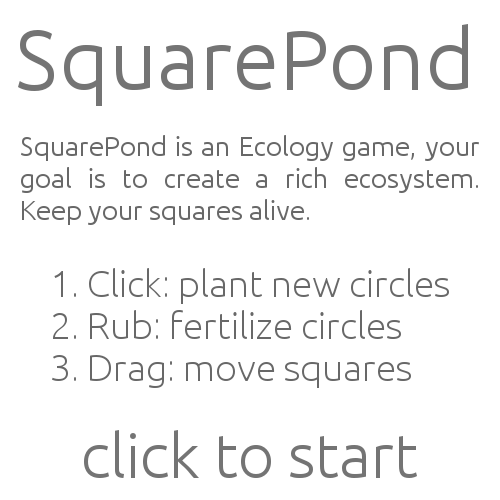 SquarePond
SquarePond is an Ecology game, your
goal is to create a rich ecosystem.
Keep your squares alive.
1. Click: plant new circles
2. Rub: fertilize circles
3. Drag: move squares
click to start